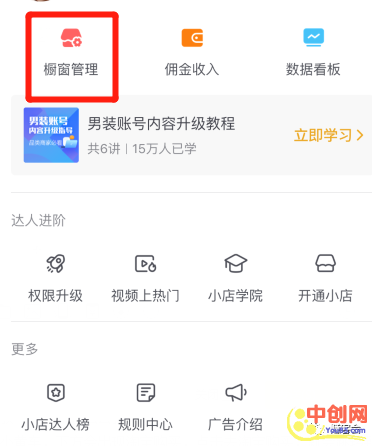 橱窗管理
佣金收入
数据看板
男装账号
内容升级指导
男装账号内容升级教程
共6讲 | 15万人已学
立即学习 >
达人进阶
权限升级
视频上热门
小店学院
开通小店
更多
小店达人榜
规则中心
广告介绍
中创网